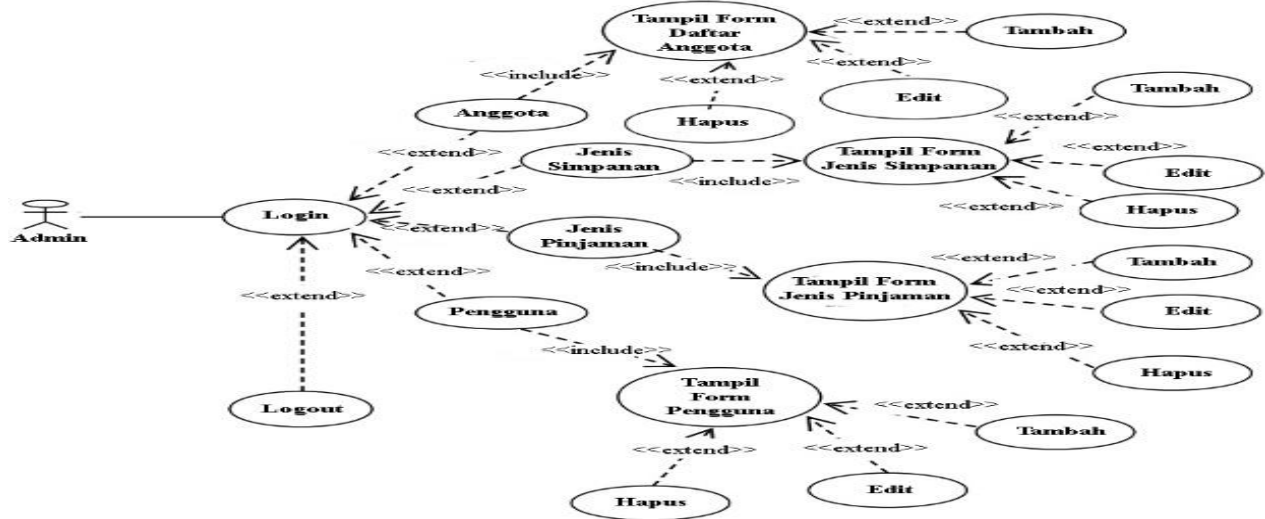 Tampil Form
Daftar
Anggota
<<extend>>
Tambah
<<extend>>
<<include>>
<<extend>>
Edit
Tambah
Anggota
Hapus
<<extend>>
<<extend>>
Jenis
Simpanan
Tampil Form
Jenis Simpanan
<<extend>>
<<extend>>
<<include>>
Edit
<<extend>>
Hapus
Login
Admin
<<extend>>
Jenis
Pinjaman
<<extend>>
<<include>>
<<extend>>
Tambah
Tampil Form
Jenis Pinjaman
<<extend>>
<<extend>>
Pengguna
Edit
<<extend>>
<<include>>
Hapus
Tampil
Form
Pengguna
Logout
<<extend>>
Tambah
<<extend>>
<<extend>>
Hapus
Edit